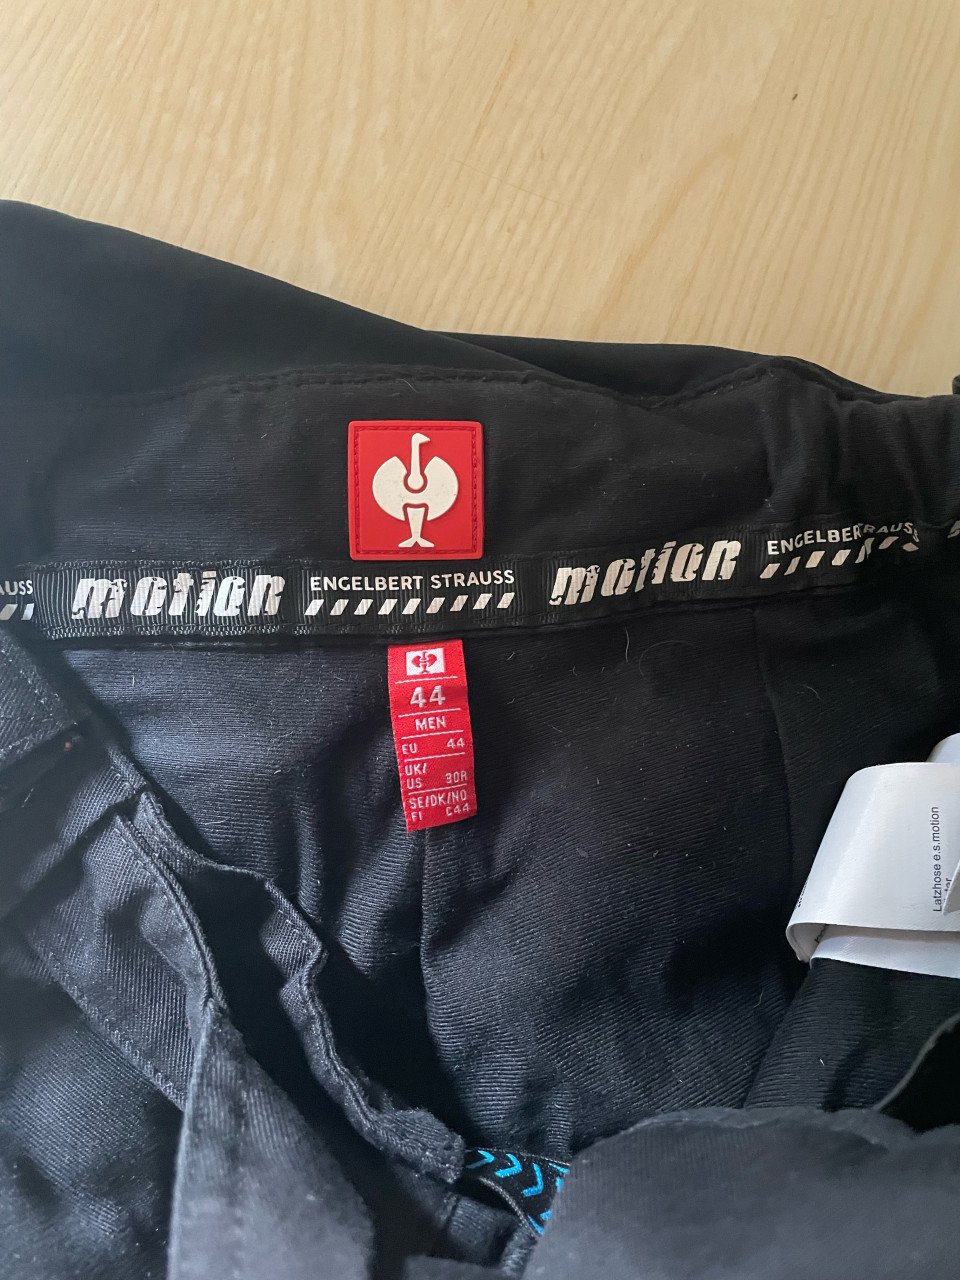 USS
motion
ENGELBERT STRAUSS
motion
ENGELBERT STRAUSS
44
MEN
EU 44
UK/
US 30R
SE/DK/NO
FI C44
Latzhose e.s.motion